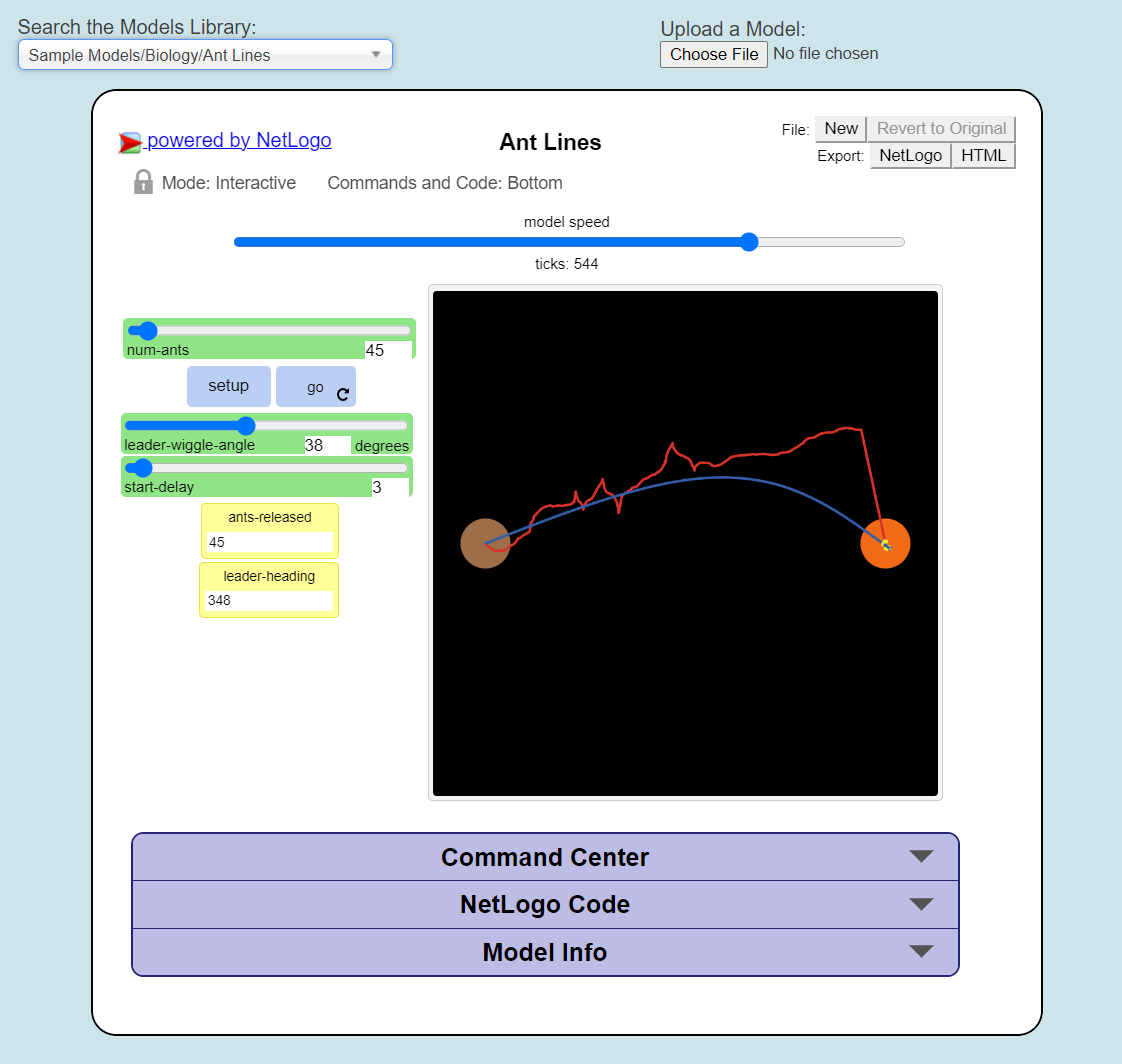 Search the Models Library:
Upload a Model:
Sample Models/Biology/Ant Lines
Choose File No file chosen
powered by NetLogo
Ant Lines
File: New Revert to Original
Export: NetLogo HTML
Mode: Interactive
Commands and Code: Bottom
model speed
ticks: 544
num-ants 45
setup
go
leader-wiggle-angle 38 degrees
start-delay 3
ants-released
45
leader-heading
348
Command Center
NetLogo Code
Model Info